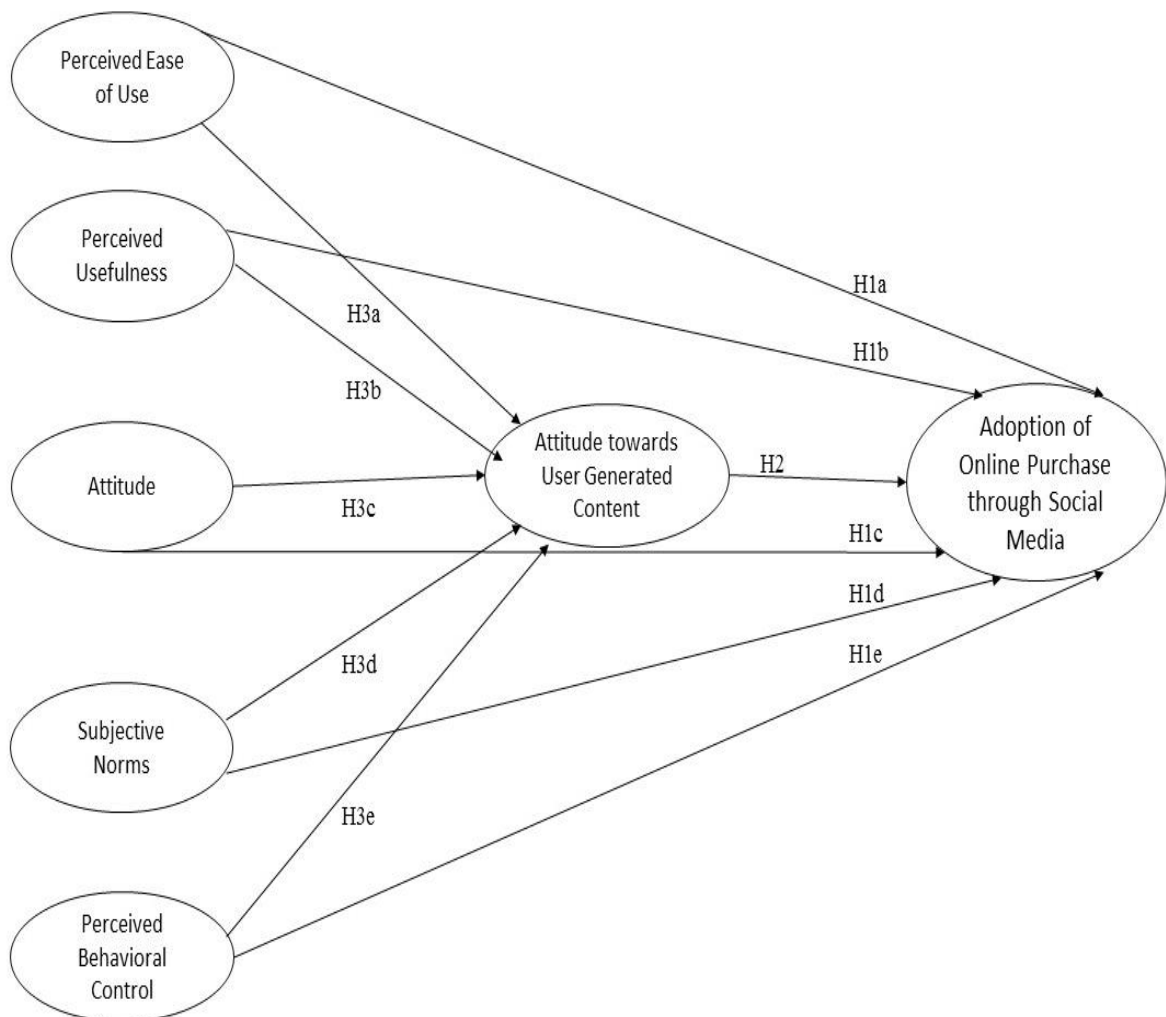 Perceived Ease
of Use
Perceived
Usefulness
H3a
H1a
H1b
H3b
Attitude
H3c
Attitude towards
User Generated
Content
H2
Adoption of
Online Purchase
through Social
Media
H1c
H1d
H1e
H3d
Subjective
Norms
H3e
Perceived
Behavioral
Control